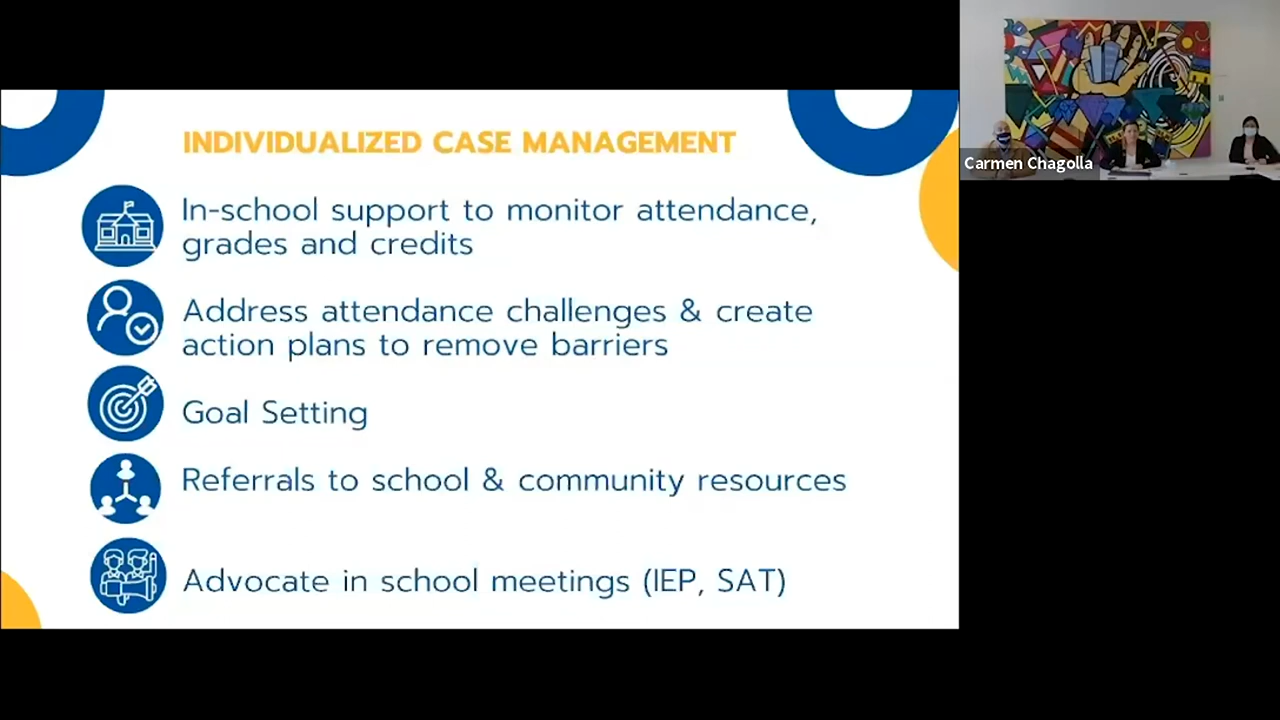 INDIVIDUALIZED CASE MANAGEMENT
In-school support to monitor attendance,
grades and credits
Address attendance challenges & create
action plans to remove barriers
Goal Setting
Referrals to school & community resources
Advocate in school meetings (IEP, SAT)
Carmen Chagolla